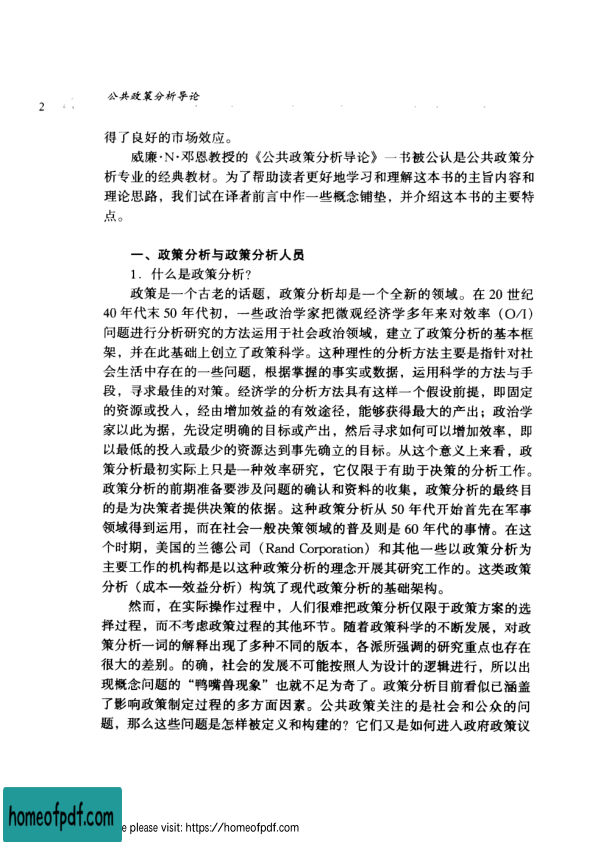 2
公共政策分析导论
得了良好的市场效应。
威廉·N·邓恩教授的《公共政策分析导论》一书被公认是公共政策分
析专业的经典教材。为了帮助读者更好地学习和理解这本书的主旨内容和
理论思路，我们试在译者前言中作一些概念铺垫，并介绍这本书的主要特
点。
一、政策分析与政策分析人员
1．什么是政策分析？
政策是一个古老的话题，政策分析却是一个全新的领域。在 20 世纪
40 年代末 50 年代初，一些政治学家把微观经济学多年来对效率（O/I）
问题进行分析研究的方法运用于社会政治领域，建立了政策分析的基本框
架，并在此基础上创立了政策科学。这种理性的分析方法主要是指针对社
会生活中存在的一些问题，根据掌握的事实或数据，运用科学的方法与手
段，寻求最佳的对策。经济学的分析方法具有这样一个假设前提，即固定
的资源或投入，经由增加效益的有效途径，能够获得最大的产出；政治学
家以此为据，先设定明确的目标或产出，然后寻求如何可以增加效率，即
以最低的投入或最少的资源达到事先确立的目标。从这个意义上来看，政
策分析最初实际上只是一种效率研究，它仅限于有助于决策的分析工作。
政策分析的前期准备要涉及问题的确认和资料的收集，政策分析的最终目
的是为决策者提供决策的依据。这种政策分析从 50 年代开始首先在军事
领域得到运用，而在社会一般决策领域的普及则是 60 年代的事情。在这
个时期，美国的兰德公司（Rand Corporation）和其他一些以政策分析为
主要工作的机构都是以这种政策分析的理念开展其研究工作的。这类政策
分析（成本—效益分析）构筑了现代政策分析的基础架构。
然而，在实际操作过程中，人们很难把政策分析仅限于政策方案的选
择过程，而不考虑政策过程的其他环节。随着政策科学的不断发展，对政
策分析一词的解释出现了多种不同的版本，各派所强调的研究重点也存在
很大的差别。的确，社会的发展不可能按照人为设计的逻辑进行，所以出
现概念问题的“鸭嘴兽现象”也就不足为奇了。政策分析目前看似已涵盖
了影响政策制定过程的多方面因素。公共政策关注的是社会和公众的问
题，那么这些问题是怎样被定义和构建的？它们又是如何进入政府政策议
homeofpdf.com
e please visit: https://homeofpdf.com